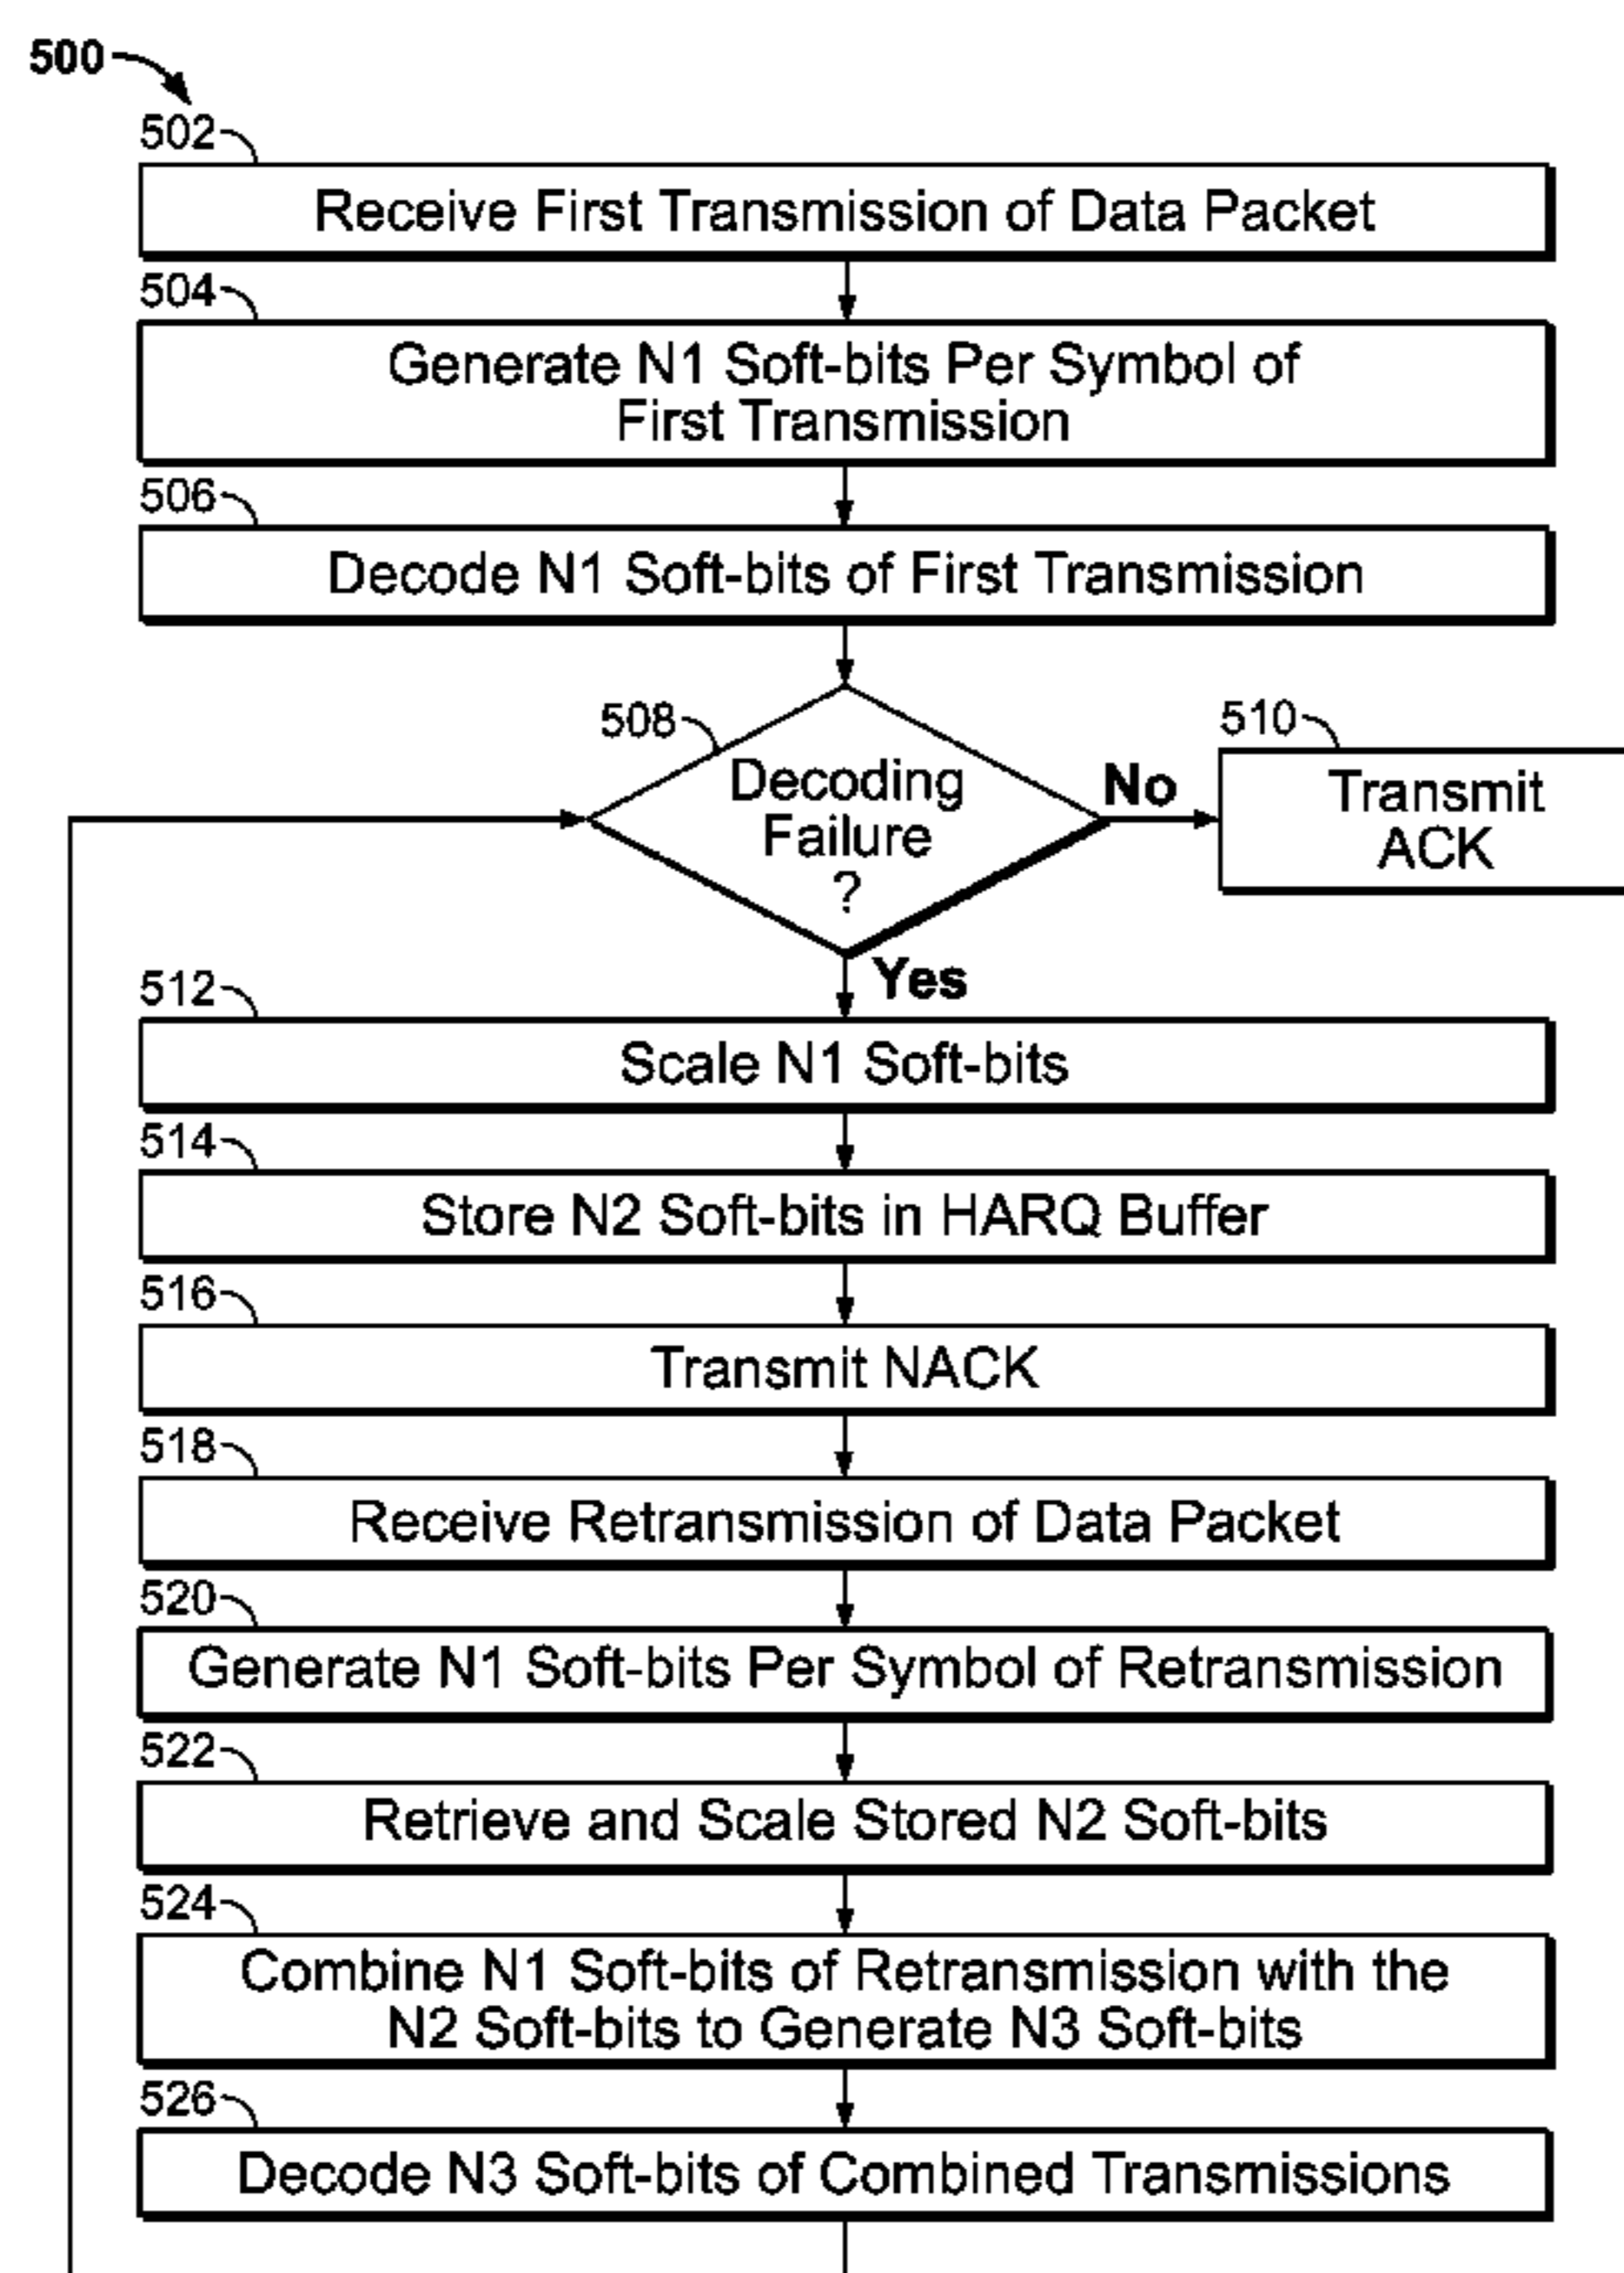 500
502
Receive First Transmission of Data Packet
504
Generate N1 Soft-bits Per Symbol of
First Transmission
506
Decode N1 Soft-bits of First Transmission
508
Decoding
Failure
?
No
510
Transmit
ACK
Yes
512
Scale N1 Soft-bits
514
Store N2 Soft-bits in HARQ Buffer
516
Transmit NACK
518
Receive Retransmission of Data Packet
520
Generate N1 Soft-bits Per Symbol of Retransmission
522
Retrieve and Scale Stored N2 Soft-bits
524
Combine N1 Soft-bits of Retransmission with the
N2 Soft-bits to Generate N3 Soft-bits
526
Decode N3 Soft-bits of Combined Transmissions